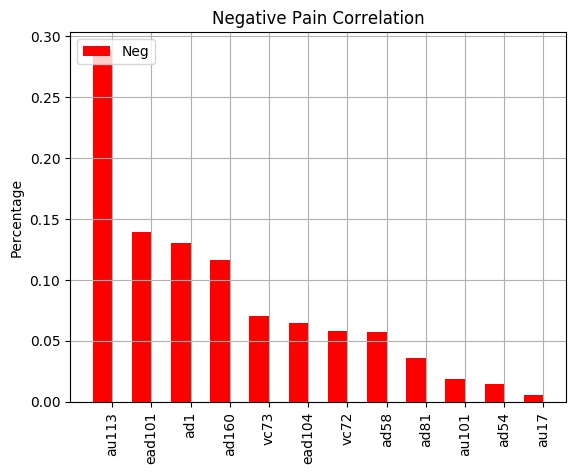 Negative Pain Correlation
Neg
0.30
0.25
0.20
0.15
0.10
0.05
0.00
Percentage
au113
ead101
ad1
ad160
vc73
ead104
vc72
ad58
ad81
au101
ad54
au17